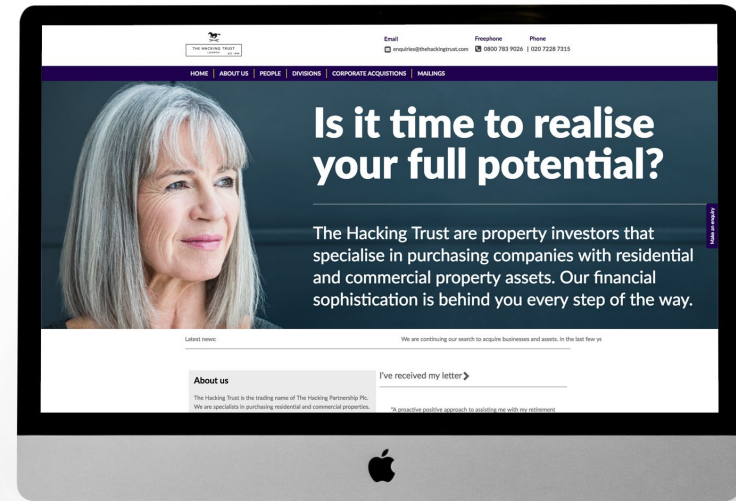 THE HACKING TRUST
LONDON EST 1990
Email
enquiries@thehackingtrust.com
Freephone Phone
0800 783 9026 | 020 7228 7315
HOME | ABOUT US | PEOPLE | DIVISIONS | CORPORATE ACQUISTIONS | MAILINGS
Is it time to realise
your full potential?
The Hacking Trust are property investors that
specialise in purchasing companies with residential
and commercial property assets. Our financial
sophistication is behind you every step of the way.
Make an enquiry
Latest news: We are continuing our search to acquire businesses and assets. In the last few ye
About us
The Hacking Trust is the trading name of The Hacking Partnership Plc.
We are specialists in purchasing residential and commercial properties,
I've received my letter
"A proactive positive approach to assisting me with my retirement